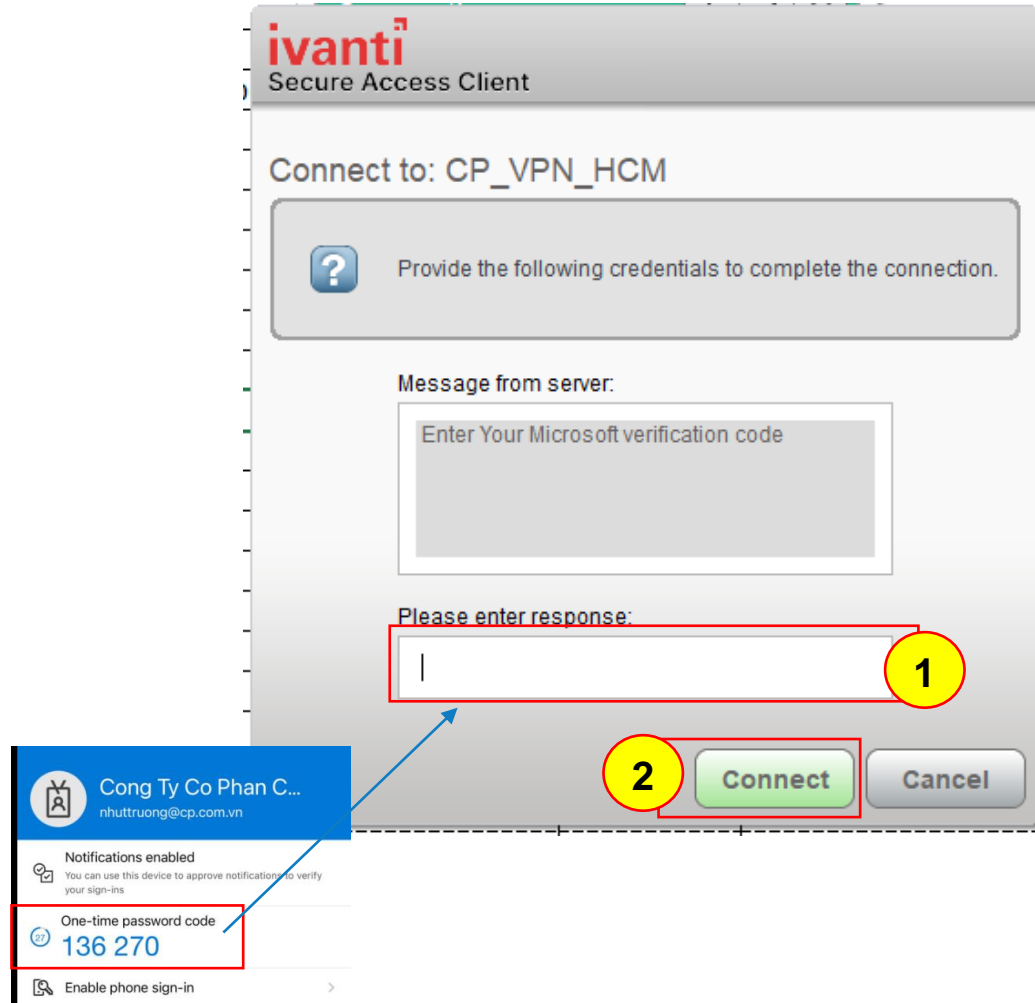 ivanti
Secure Access Client
Connect to: CP_VPN_HCM
?
Provide the following credentials to complete the connection.
Message from server:
Enter Your Microsoft verification code
Please enter response:
1
2
Connect
Cancel
Cong Ty Co Phan C...
nhuttruong@cp.com.vn
Notifications enabled
You can use this device to approve notifications to verify
your sign-ins
One-time password code
27
136 270
Enable phone sign-in